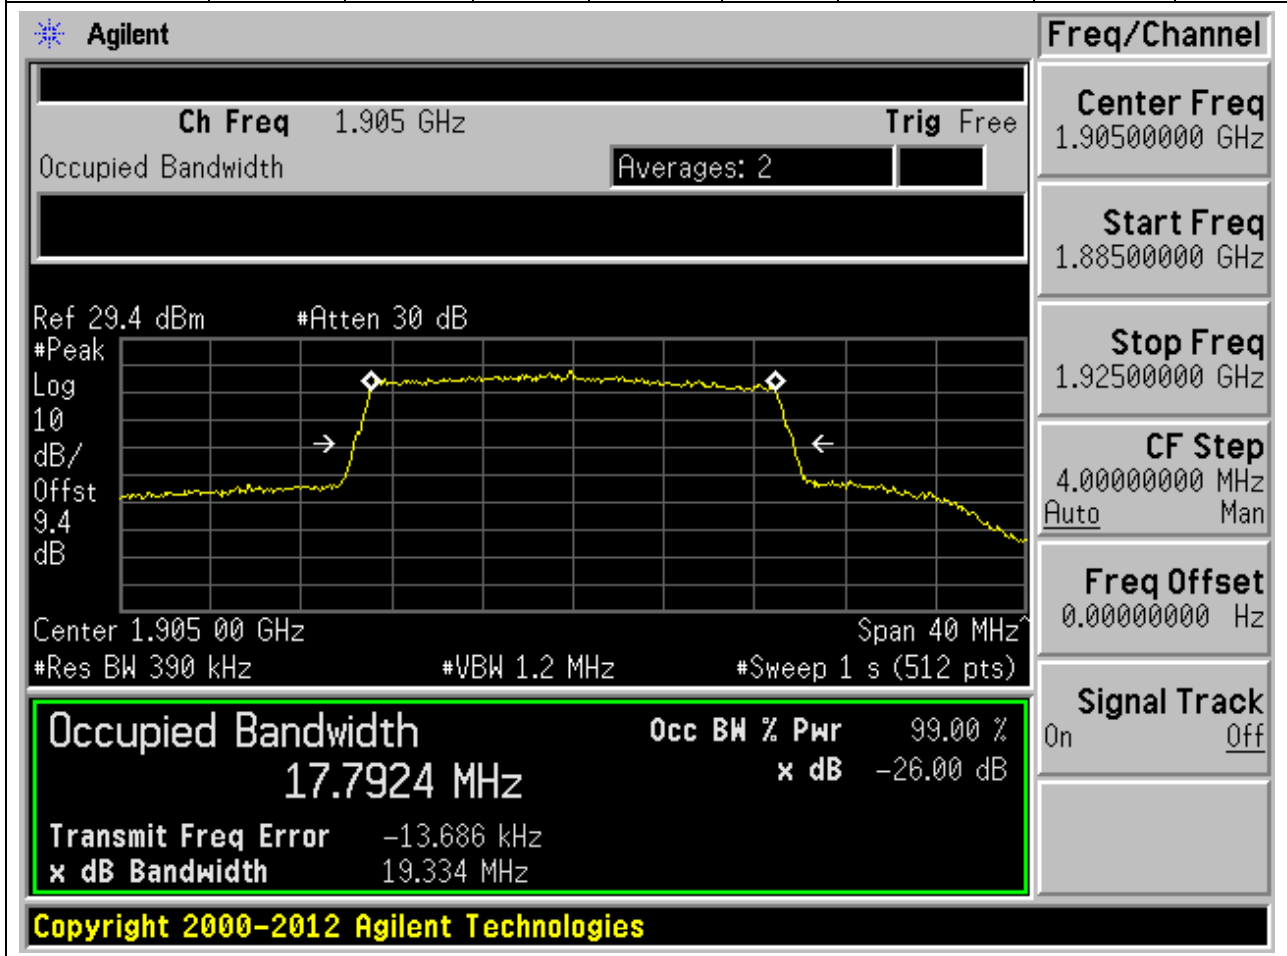 Agilent
Freq/Channel
Ch Freq 1.905 GHz Trig Free
Occupied Bandwidth Averages: 2
Center Freq
1.90500000 GHz
Start Freq
1.88500000 GHz
Stop Freq
1.92500000 GHz
CF Step
4.00000000 MHz
Auto Man
Freq Offset
0.00000000 Hz
Signal Track
On Off
Ref 29.4 dBm #Atten 30 dB
#Peak
Log
10
dB/
Offst
9.4
dB
Center 1.905 00 GHz Span 40 MHz^
#Res BW 390 kHz #VBW 1.2 MHz #Sweep 1 s (512 pts)
Occupied Bandwidth Occ BW % Pwr 99.00 %
17.7924 MHz x dB -26.00 dB
Transmit Freq Error -13.686 kHz
x dB Bandwidth 19.334 MHz
Copyright 2000-2012 Agilent Technologies